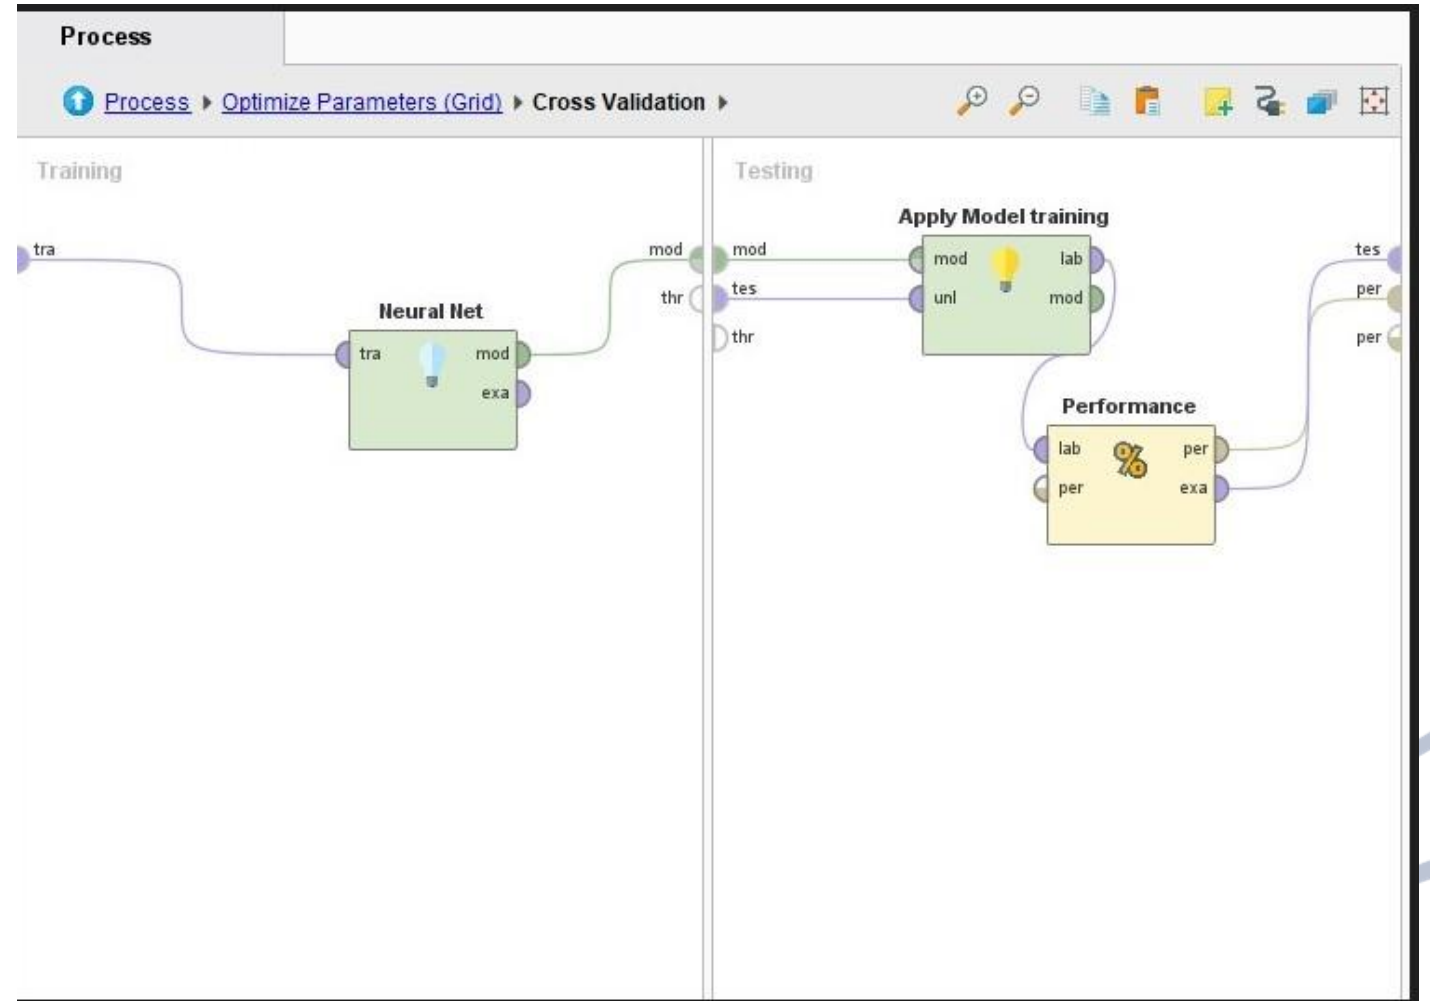 Process
Process Optimize Parameters (Grid) Cross Validation
Training
tra
Neural Net
tra mod
exa
mod
thr
Testing
mod
tes
thr
Apply Model training
mod lab
unl mod
Performance
lab per
per exa
%
tes
per
per